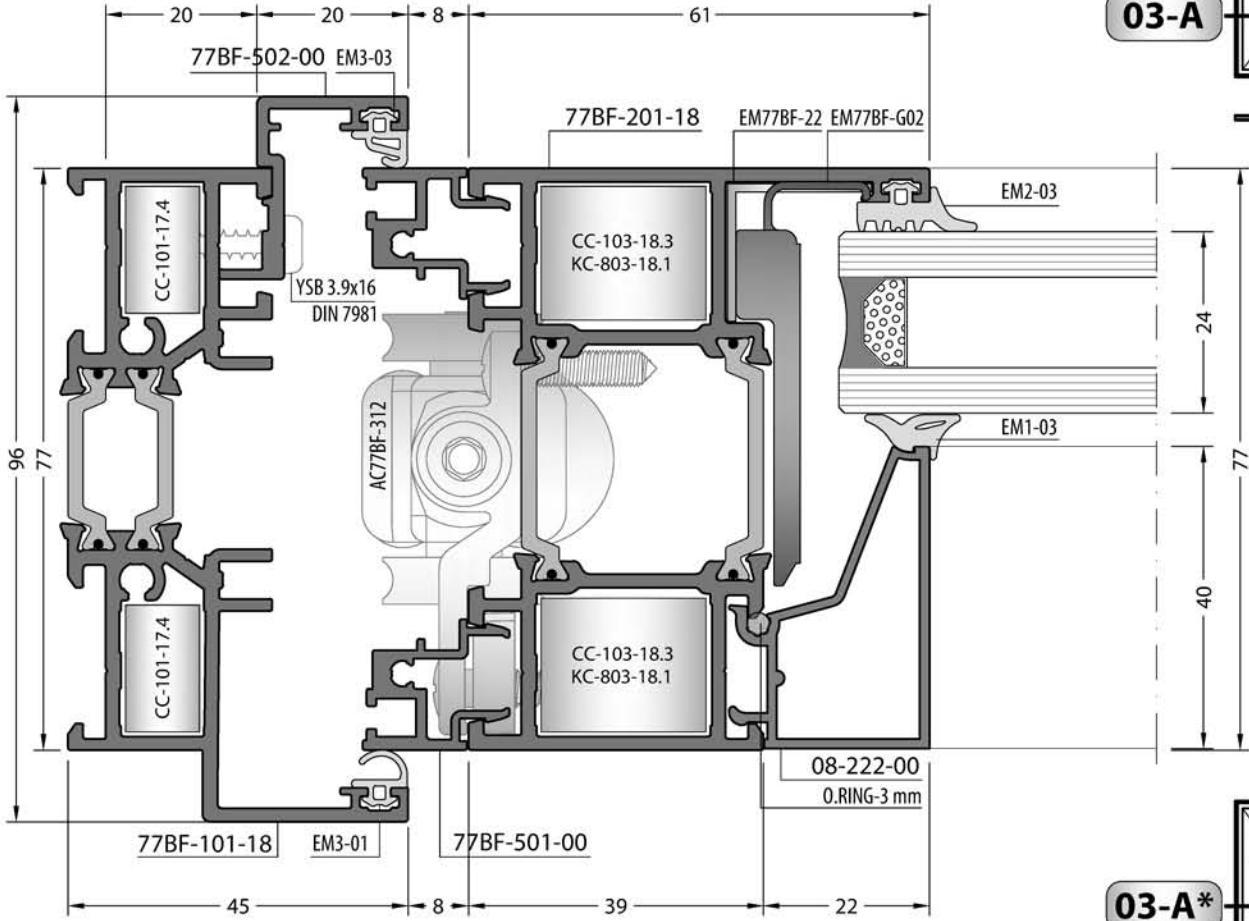 20
20
8
61
03-A
77BF-502-00
EM3-03
77BF-201-18
EM77BF-22
EM77BF-G02
EM2-03
CC-101-17.4
CC-103-18.3
KC-803-18.1
YSB 3.9x16
DIN 7981
24
96
77
AC77BF-312
EM1-03
77
40
CC-101-17.4
CC-103-18.3
KC-803-18.1
08-222-00
O.RING-3 mm
77BF-101-18
EM3-01
77BF-501-00
45
8
39
22
03-A*